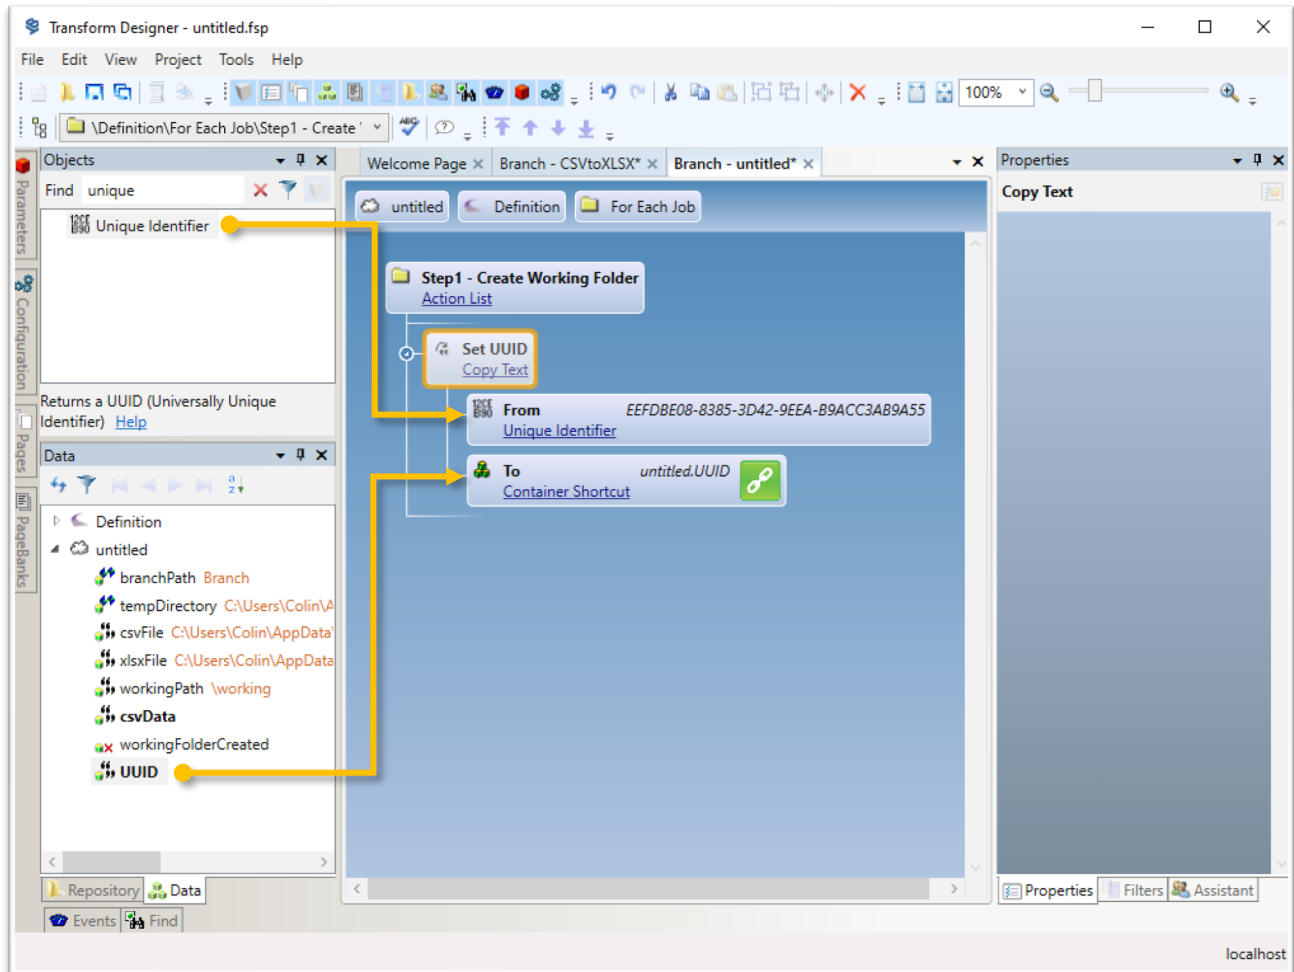 Transform Designer - untitled.fsp
File Edit View Project Tools Help
100%
\Definition\For Each Job\Step1 - Create
ABC
Objects
Welcome Page
Branch - CSVtoXLSX*
Branch - untitled*
Properties
Find unique
Copy Text
Parameters
Configuration
Pages
PageBanks
Unique Identifier
untitled
Definition
For Each Job
Step1 - Create Working Folder
Action List
Set UUID
Copy Text
From EEFDBE08-8385-3D42-9EEA-B9ACC3AB9A55
Unique Identifier
To untitled.UUID
Container Shortcut
Returns a UUID (Universally Unique
Identifier) Help
Data
Definition
untitled
branchPath Branch
tempDirectory C:\Users\Colin\A
csvFile C:\Users\Colin\AppData\
xlsxFile C:\Users\Colin\AppData
workingPath \working
csvData
workingFolderCreated
UUID
Repository Data
Properties Filters Assistant
Events Find
localhost